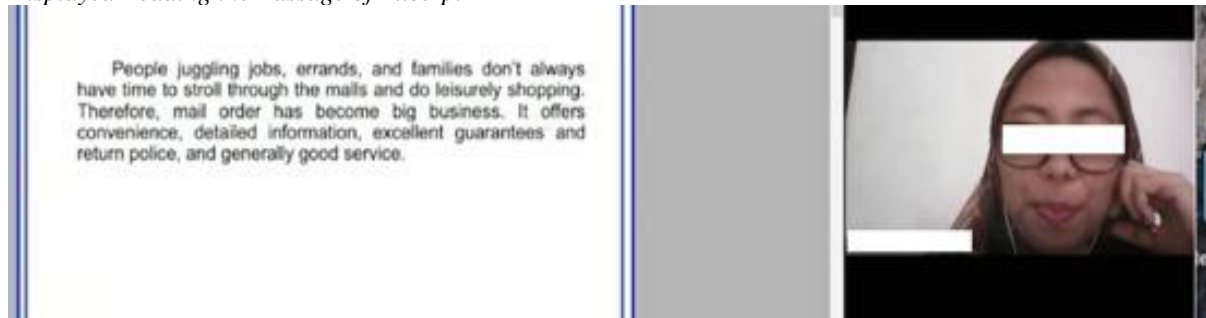 People juggling jobs, errands, and families don't always
have time to stroll through the malls and do leisurely shopping.
Therefore, mail order has become big business. It offers
convenience, detailed information, excellent guarantees and
return police, and generally good service.